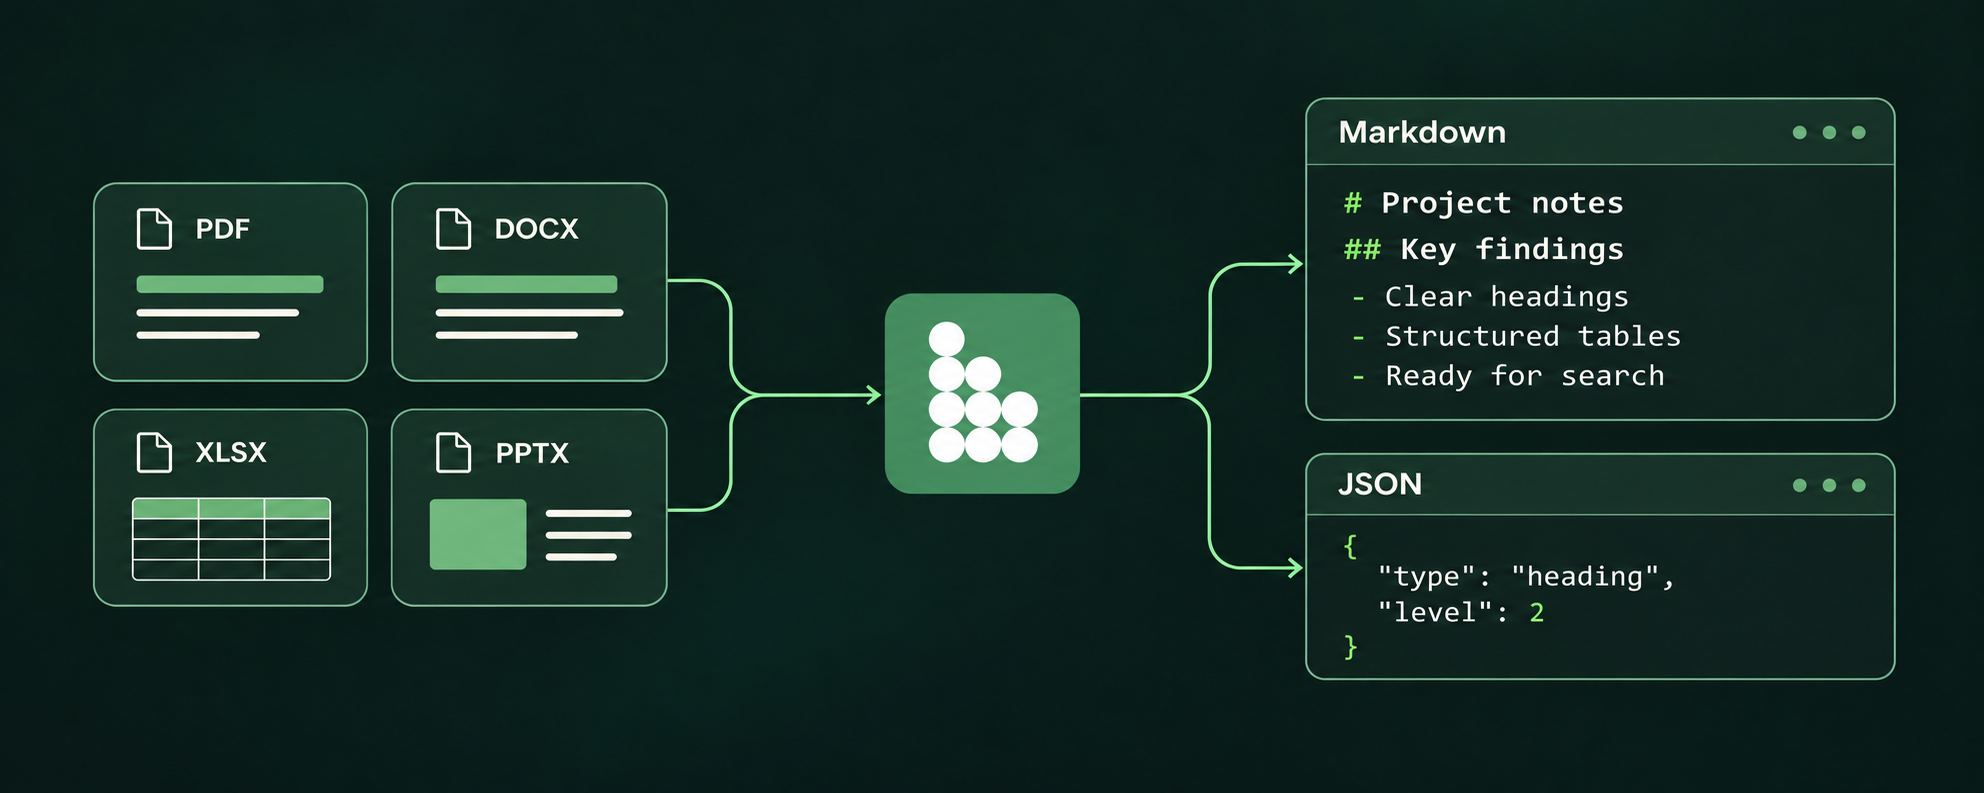 PDF
DOCX
XLSX
PPTX
Markdown
# Project notes
## Key findings
- Clear headings
- Structured tables
- Ready for search
JSON
{
"type": "heading",
"level": 2
}